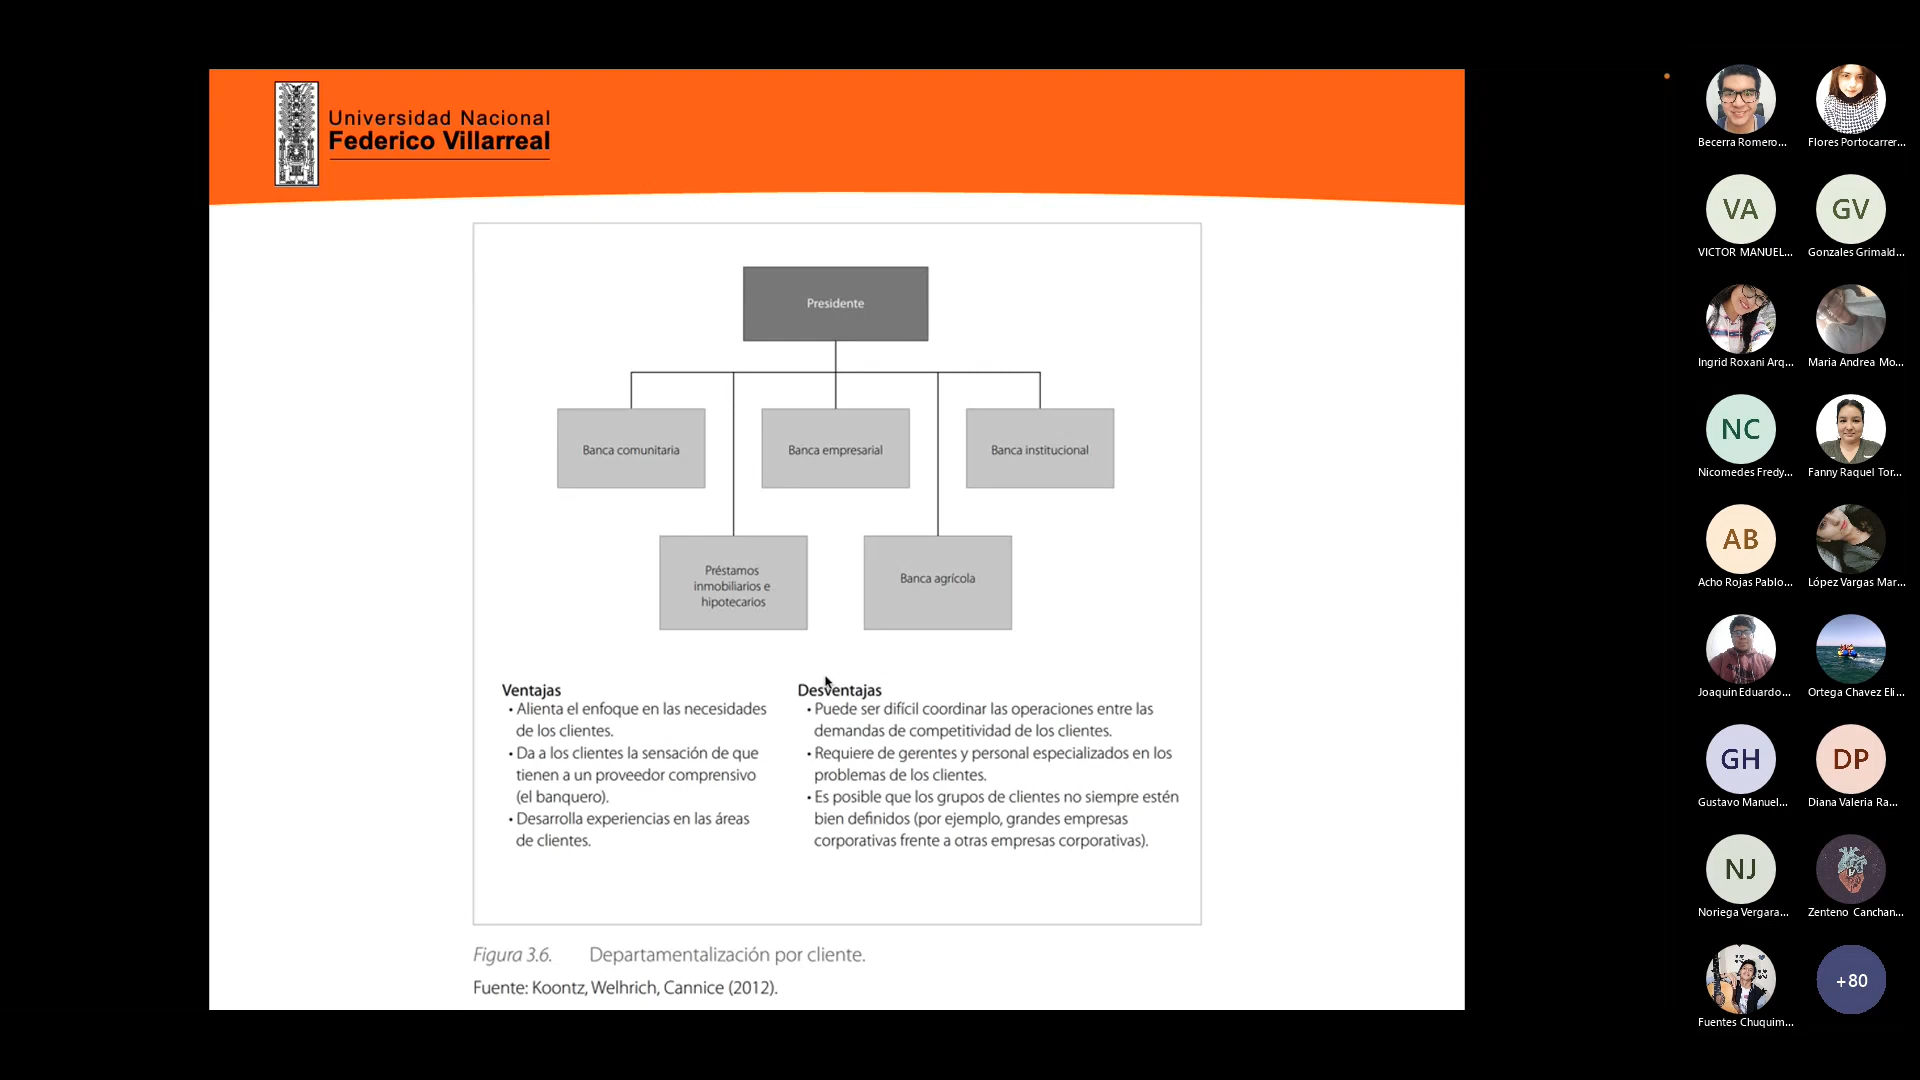 Universidad Nacional
Federico Villarreal
Presidente
Banca comunitaria
Banca empresarial
Banca institucional
Préstamos
inmobiliarios e
hipotecarios
Banca agrícola
Ventajas
• Alienta el enfoque en las necesidades
de los clientes.
• Da a los clientes la sensación de que
tienen a un proveedor comprensivo
(el banquero).
• Desarrolla experiencias en las áreas
de clientes.
Desventajas
• Puede ser difícil coordinar las operaciones entre las
demandas de competitividad de los clientes.
• Requiere de gerentes y personal especializados en los
problemas de los clientes.
• Es posible que los grupos de clientes no siempre estén
bien definidos (por ejemplo, grandes empresas
corporativas frente a otras empresas corporativas).
Figura 3.6. Departamentalización por cliente.
Fuente: Koontz, Welhrich, Cannice (2012).
Becerra Romero...
Flores Portocarrer...
VA
VICTOR MANUEL...
GV
Gonzales Grimald...
Ingrid Roxani Arq...
Maria Andrea Mo...
NC
Nicomedes Fredy...
Fanny Raquel Tor...
AB
Acho Rojas Pablo...
López Vargas Mar...
Joaquin Eduardo...
Ortega Chavez Eli...
GH
Gustavo Manuel...
DP
Diana Valeria Ra...
NJ
Noriega Vergara...
Zenteno Canchan...
Fuentes Chuquim...
+80